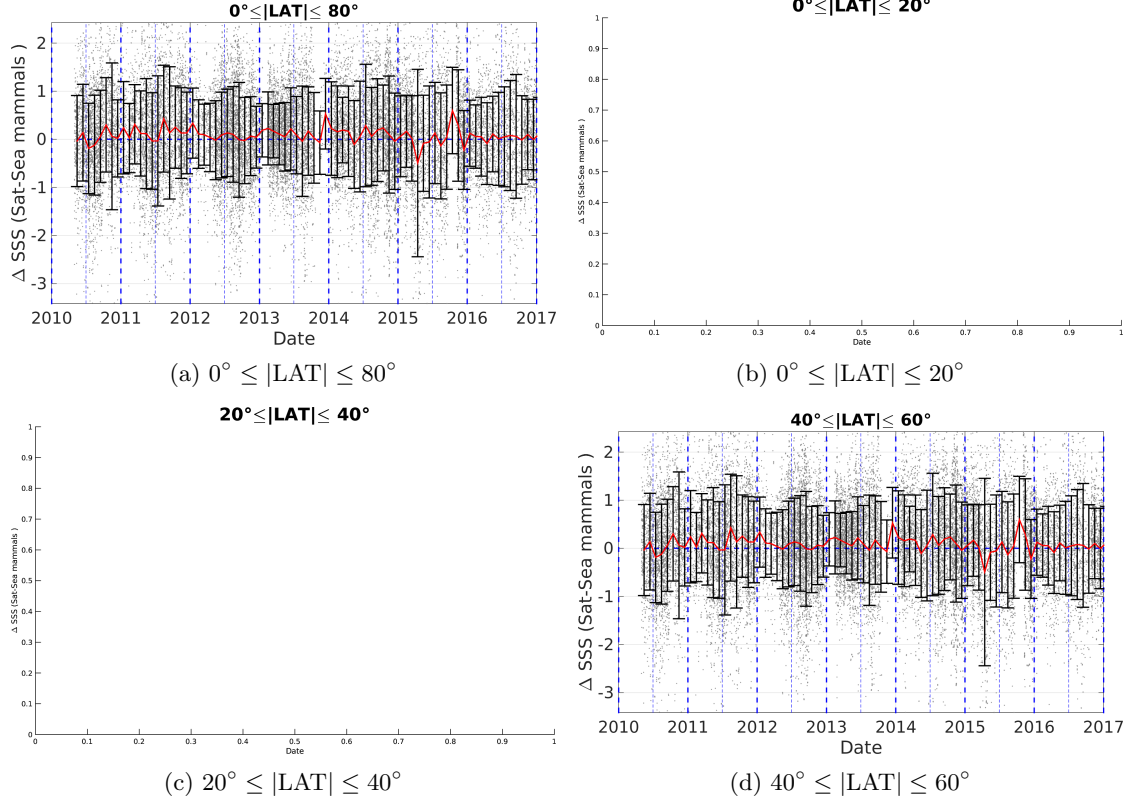 0°≤|LAT|≤ 80°
Δ SSS (Sat-Sea mammals )
2
1
0
-1
-2
-3
2010 2011 2012 2013 2014 2015 2016 2017
Date
(a) 0° ≤ |LAT| ≤ 80°
0°≤|LAT|≤ 20°
Δ SSS (Sat-Sea mammals )
1
0.9
0.8
0.7
0.6
0.5
0.4
0.3
0.2
0.1
0
0 0.1 0.2 0.3 0.4 0.5 0.6 0.7 0.8 0.9 1
Date
(b) 0° ≤ |LAT| ≤ 20°
20°≤|LAT|≤ 40°
Δ SSS (Sat-Sea mammals )
1
0.9
0.8
0.7
0.6
0.5
0.4
0.3
0.2
0.1
0
0 0.1 0.2 0.3 0.4 0.5 0.6 0.7 0.8 0.9 1
Date
(c) 20° ≤ |LAT| ≤ 40°
40°≤|LAT|≤ 60°
Δ SSS (Sat-Sea mammals )
2
1
0
-1
-2
-3
2010 2011 2012 2013 2014 2015 2016 2017
Date
(d) 40° ≤ |LAT| ≤ 60°